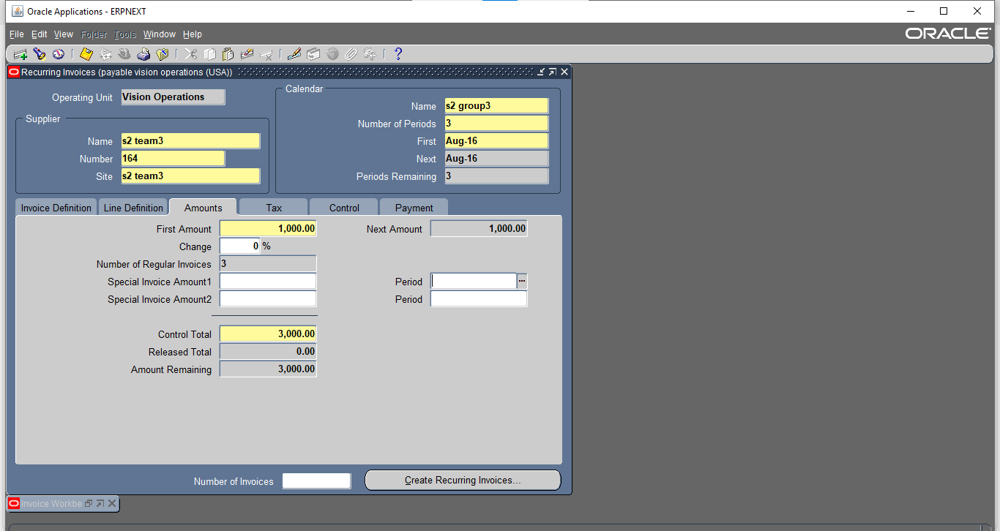 Oracle Applications - ERPNEXT
File Edit View Folder Tools Window Help
ORACLE
Recurring Invoices (payable vision operations (USA))
Operating Unit Vision Operations
Supplier
Name s2 team3
Number 164
Site s2 team3
Calendar
Name s2 group3
Number of Periods 3
First Aug-16
Next Aug-16
Periods Remaining 3
Invoice Definition Line Definition Amounts Tax Control Payment
First Amount 1,000.00 Next Amount 1,000.00
Change 0 %
Number of Regular Invoices 3
Special Invoice Amount1 Period ...
Special Invoice Amount2 Period
Control Total 3,000.00
Released Total 0.00
Amount Remaining 3,000.00
Number of Invoices Create Recurring Invoices...
Invoice Workbe